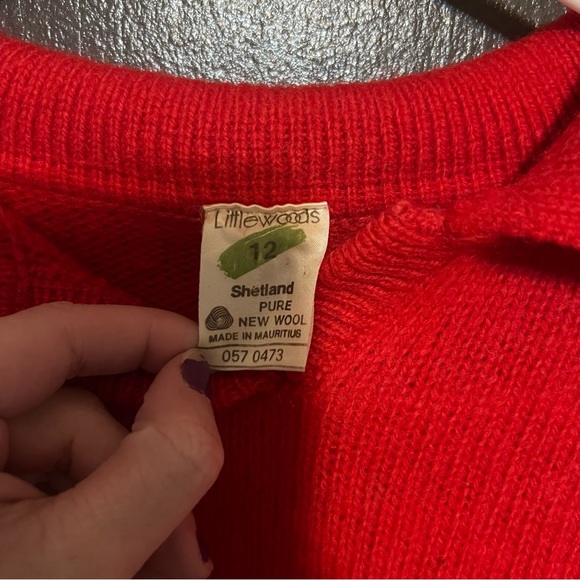 Littlewoods
12
Shetland
PURE
NEW WOOL
MADE IN MAURITIUS
057 0473